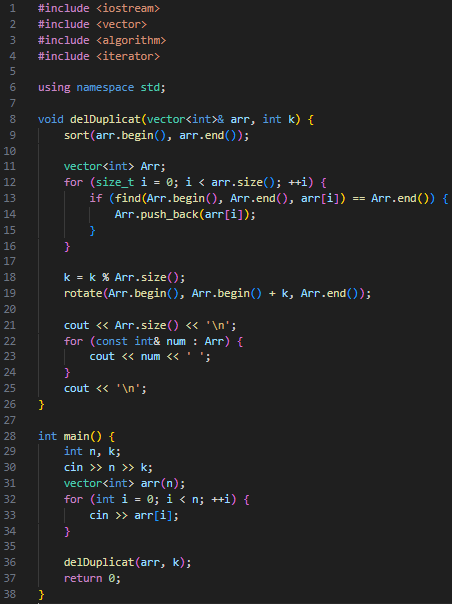 1 #include <iostream>
2 #include <vector>
3 #include <algorithm>
4 #include <iterator>
5
6 using namespace std;
7
8 void delDuplicat(vector<int>& arr, int k) {
9     sort(arr.begin(), arr.end());
10
11     vector<int> Arr;
12     for (size_t i = 0; i < arr.size(); ++i) {
13         if (find(Arr.begin(), Arr.end(), arr[i]) == Arr.end()) {
14             Arr.push_back(arr[i]);
15         }
16     }
17
18     k = k % Arr.size();
19     rotate(Arr.begin(), Arr.begin() + k, Arr.end());
20
21     cout << Arr.size() << '\n';
22     for (const int& num : Arr) {
23         cout << num << ' ';
24     }
25     cout << '\n';
26 }
27
28 int main() {
29     int n, k;
30     cin >> n >> k;
31     vector<int> arr(n);
32     for (int i = 0; i < n; ++i) {
33         cin >> arr[i];
34     }
35
36     delDuplicat(arr, k);
37     return 0;
38 }